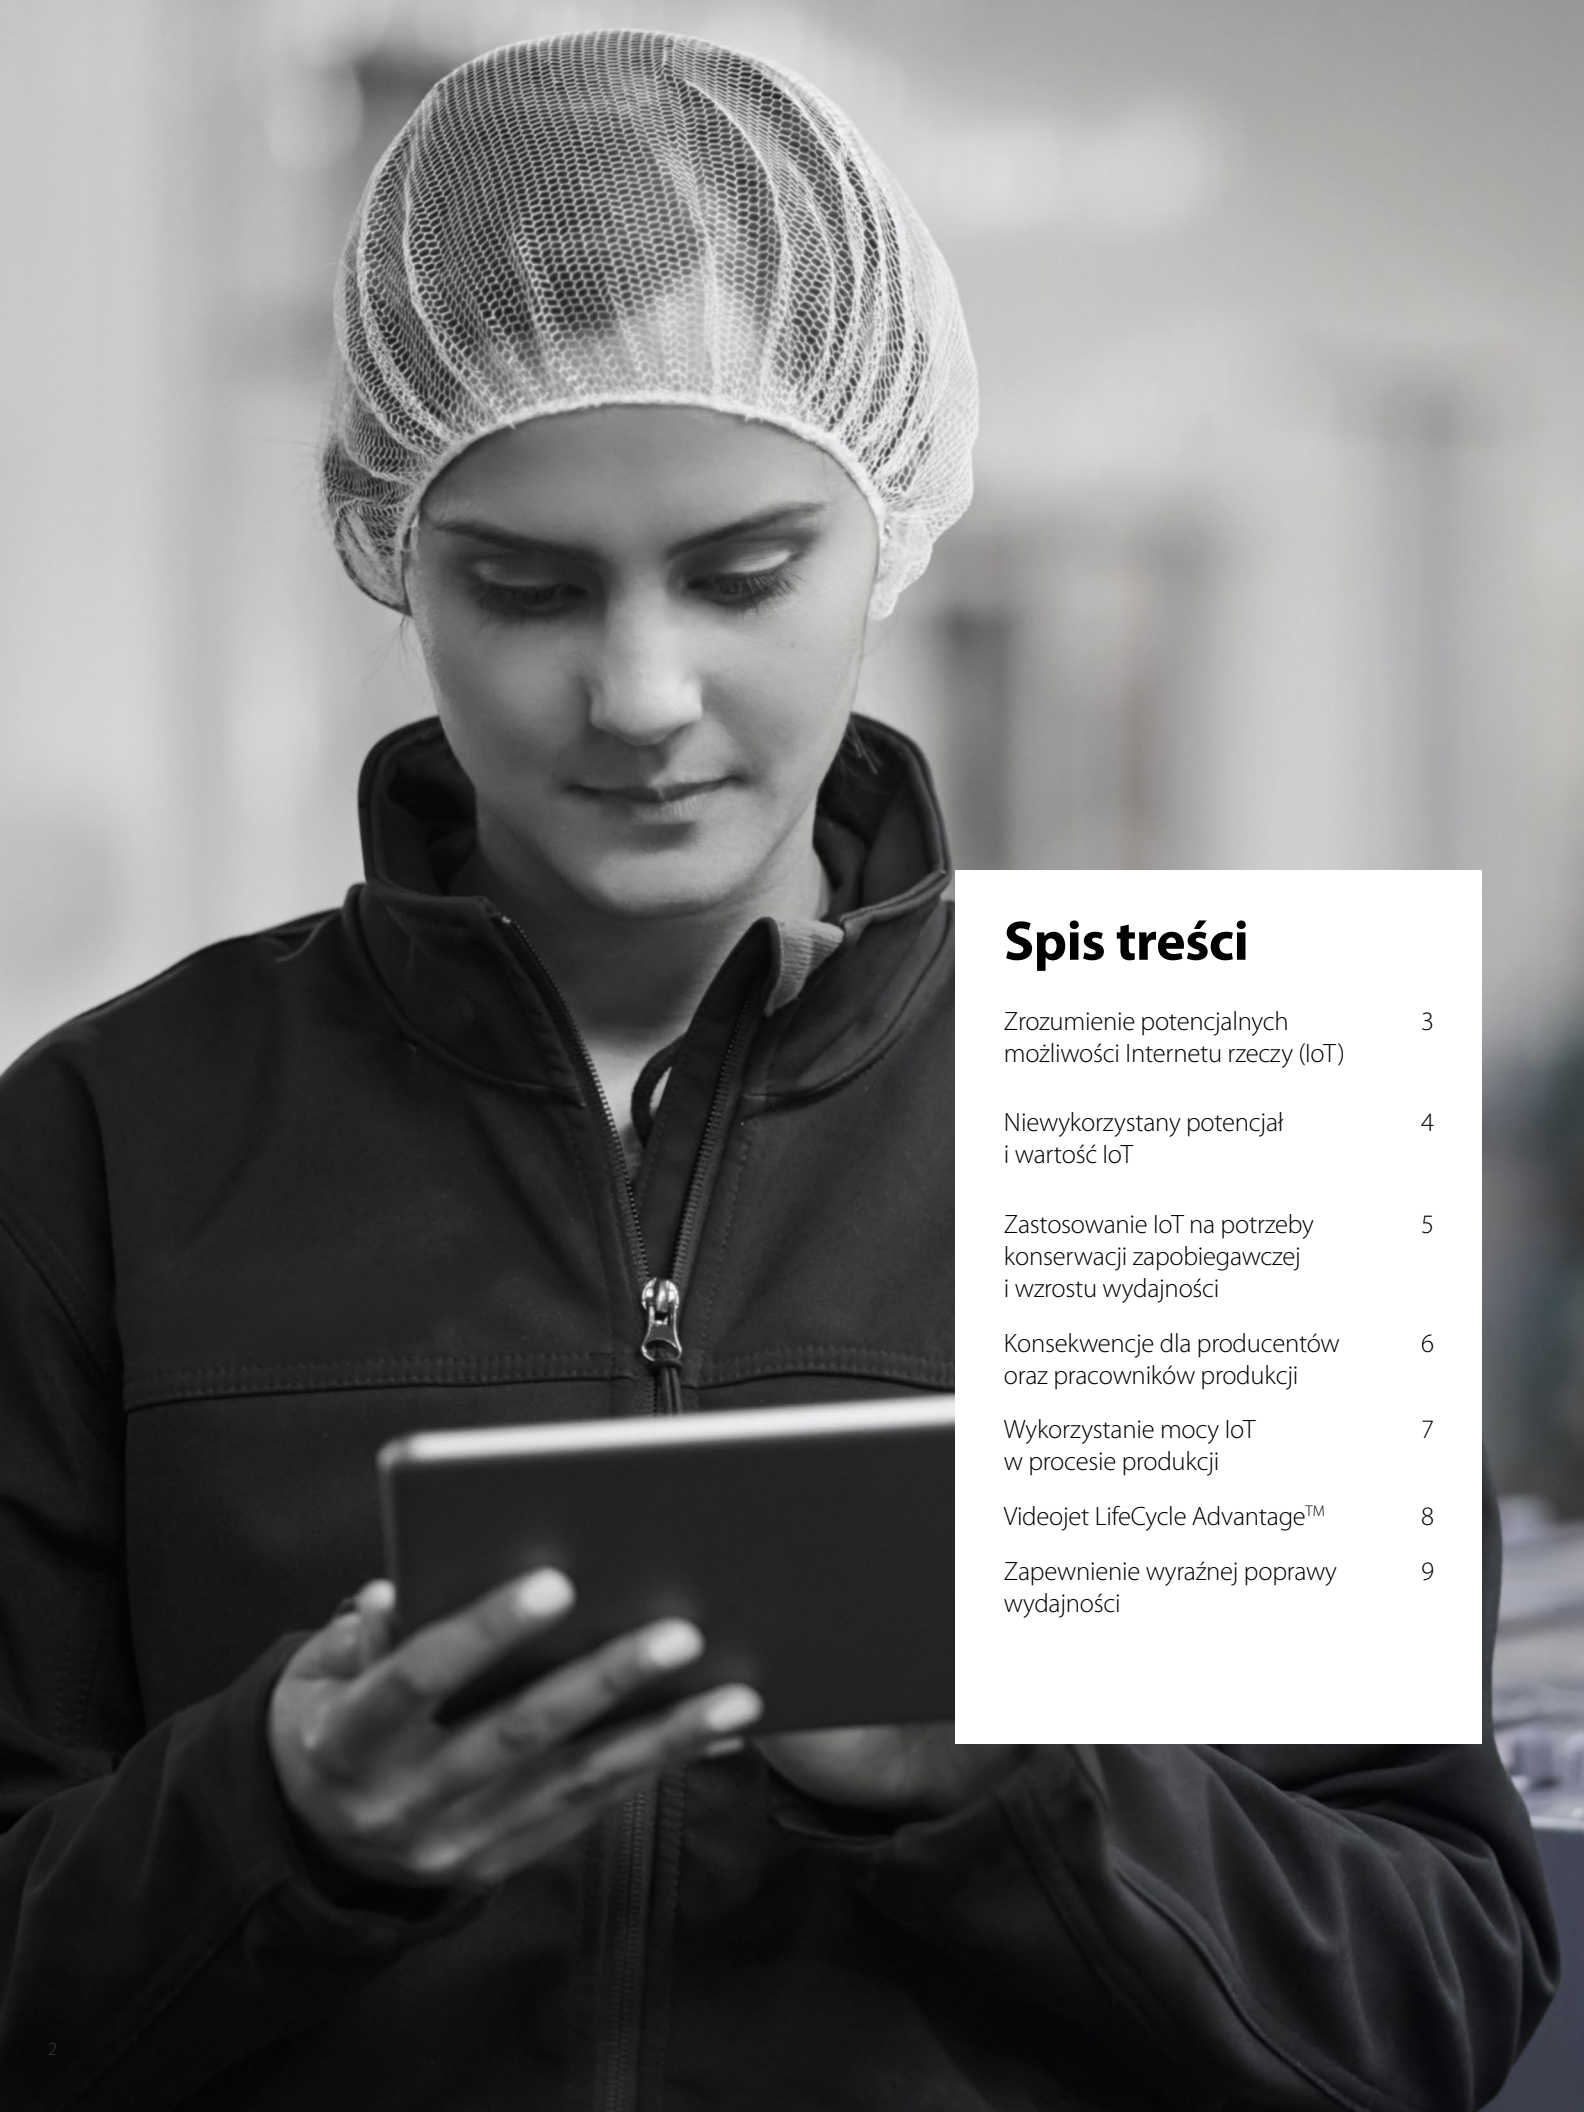 Spis treści
Zrozumienie potencjalnych 3
możliwości Internetu rzeczy (IoT)
Niewykorzystany potencjał 4
i wartość IoT
Zastosowanie IoT na potrzeby 5
konserwacji zapobiegawczej
i wzrostu wydajności
Konsekwencje dla producentów 6
oraz pracowników produkcji
Wykorzystanie mocy IoT 7
w procesie produkcji
Videojet LifeCycle Advantage™ 8
Zapewnienie wyraźnej poprawy 9
wydajności
2